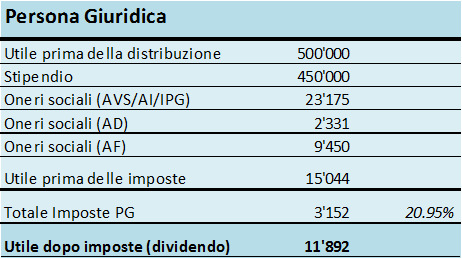 Persona Giuridica
Utile prima della distribuzione 500'000
Stipendio 450'000
Oneri sociali (AVS/AI/IPG) 23'175
Oneri sociali (AD) 2'331
Oneri sociali (AF) 9'450
Utile prima delle imposte 15'044
Totale Imposte PG 3'152 20.95%
Utile dopo imposte (dividendo) 11'892